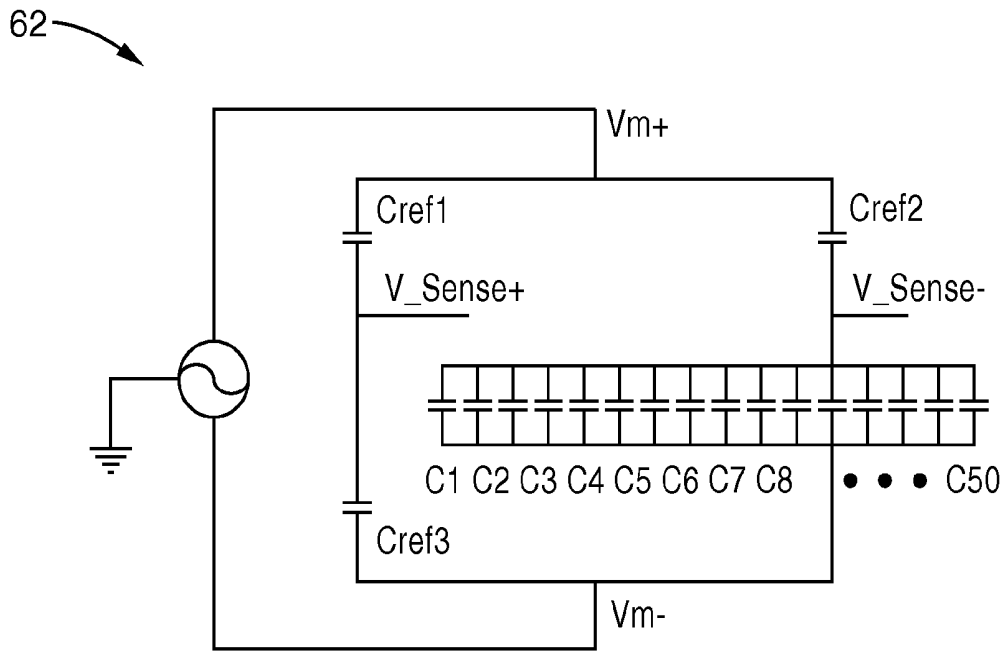 62
Vm+
Cref1
Cref2
V_Sense+
V_Sense-
C1 C2 C3 C4 C5 C6 C7 C8 ● ● ● C50
Cref3
Vm-